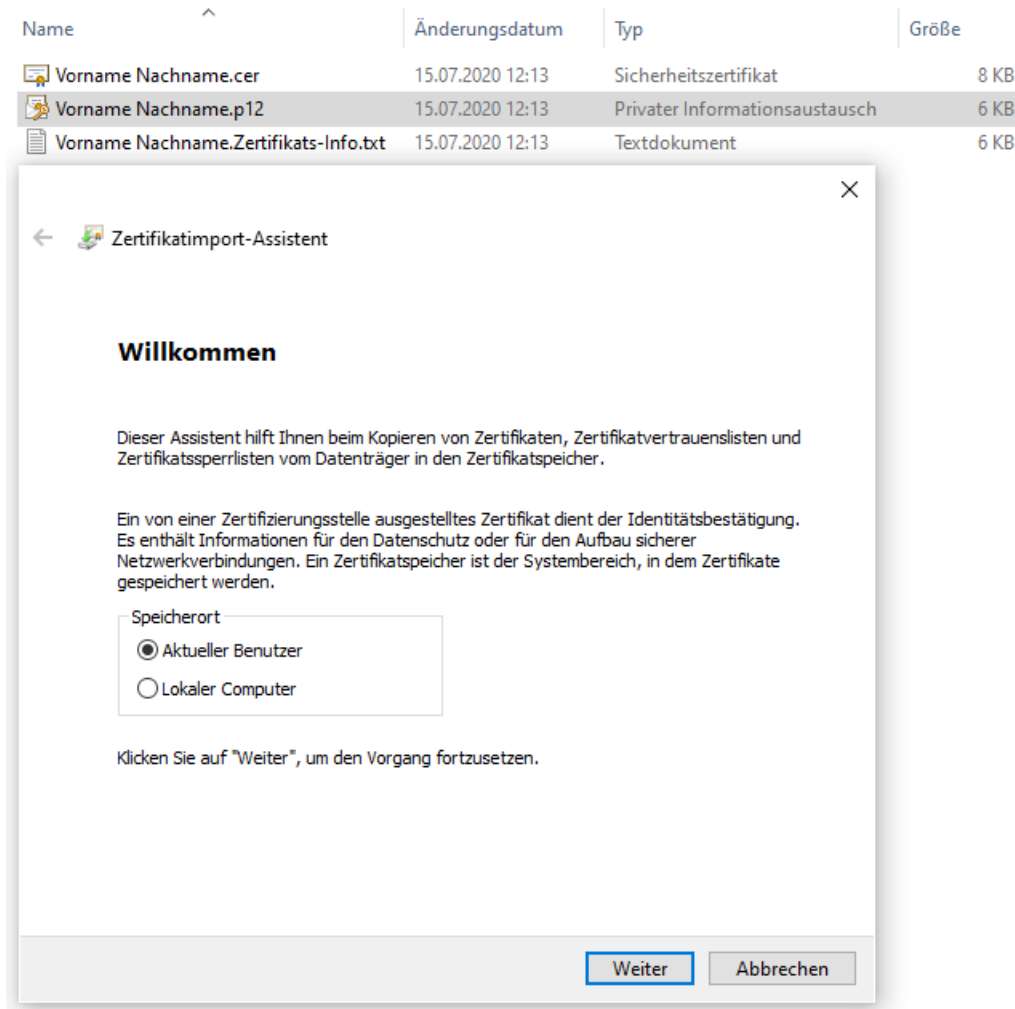 Name Änderungsdatum Typ Größe
Vorname Nachname.cer 15.07.2020 12:13 Sicherheitszertifikat 8 KB
Vorname Nachname.p12 15.07.2020 12:13 Privater Informationsaustausch 6 KB
Vorname Nachname.Zertifikats-Info.txt 15.07.2020 12:13 Textdokument 6 KB
Zertifikatimport-Assistent
Willkommen
Dieser Assistent hilft Ihnen beim Kopieren von Zertifikaten, Zertifikatvertrauenslisten und
Zertifikatssperrlisten vom Datenträger in den Zertifikatspeicher.
Ein von einer Zertifizierungsstelle ausgestelltes Zertifikat dient der Identitätsbestätigung.
Es enthält Informationen für den Datenschutz oder für den Aufbau sicherer
Netzwerkverbindungen. Ein Zertifikatspeicher ist der Systembereich, in dem Zertifikate
gespeichert werden.
Speicherort
Aktueller Benutzer
Lokaler Computer
Klicken Sie auf "Weiter", um den Vorgang fortzusetzen.
Weiter Abbrechen